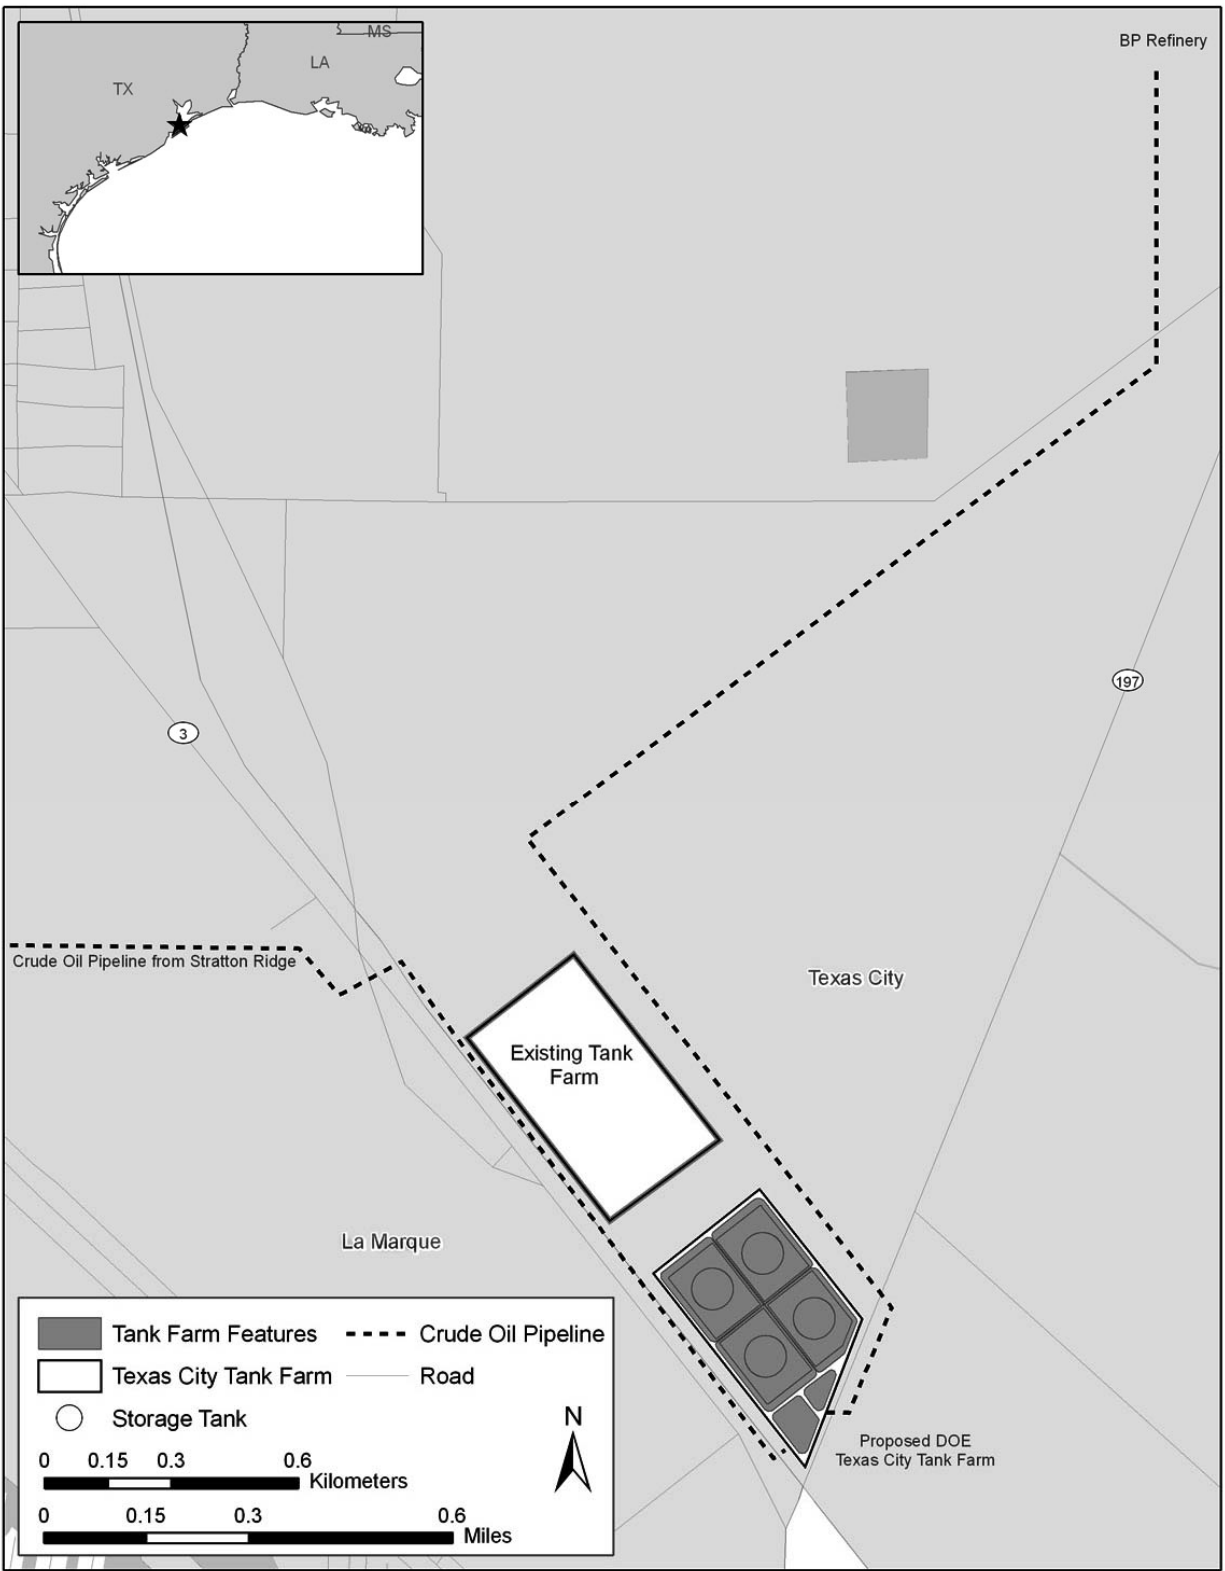 MS
LA
TX
BP Refinery
197
3
Crude Oil Pipeline from Stratton Ridge
Texas City
Existing Tank
Farm
La Marque
Proposed DOE
Texas City Tank Farm
Tank Farm Features
Crude Oil Pipeline
Texas City Tank Farm
Road
Storage Tank
N
0 0.15 0.3 0.6
Kilometers
0 0.15 0.3 0.6
Miles